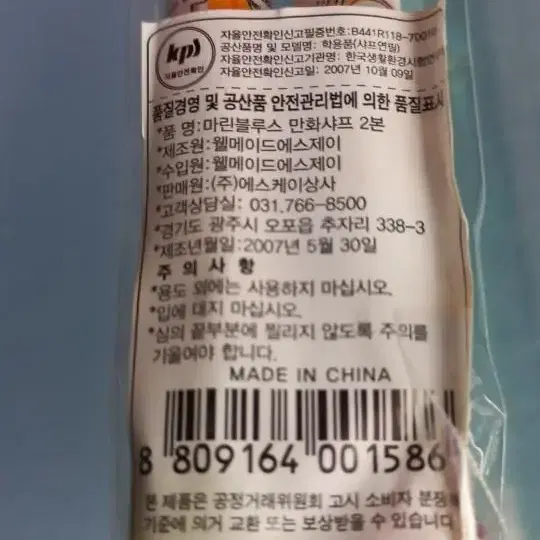 kps
자율안전확인
자율안전확인신고필증번호:B441R118-700
공산품명 및 모델명: 학용품(샤프연필)
자율안전확인신고기관명: 한국생활환경시험
자율안전확인신고일: 2007년 10월 09일
품질경영 및 공산품 안전관리법에 의한 품질표시
*품 명:마린블루스 만화샤프 2본
*제조원:웰메이드에스제이
*수입원:웰메이드에스제이
*판매원:(주)에스케이상사
*고객상담실: 031.766-8500
*경기도 광주시 오포읍 추자리 338-3
*제조년월일:2007년 5월 30일
주 의 사 항
*용도 외에는 사용하지 마십시오.
*입에 대지 마십시오.
*심의 끝부분에 찔리지 않도록 주의를
기울여야 합니다.
MADE IN CHINA
8 809164 001586
본 제품은 공정거래위원회 고시 소비자 분쟁
기준에 의거 교환 또는 보상받을 수 있습니다